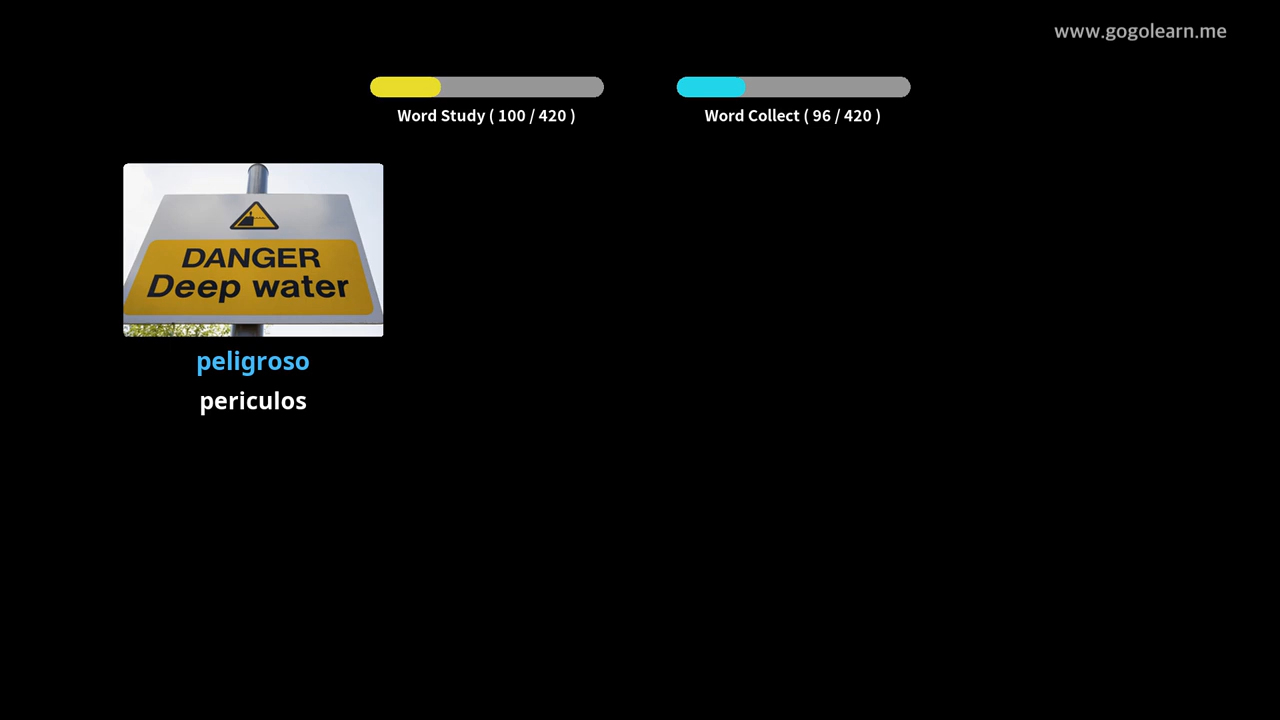 www.gogolearn.me
Word Study ( 100 / 420 )
Word Collect ( 96 / 420 )
DANGER
Deep water
peligroso
periculos